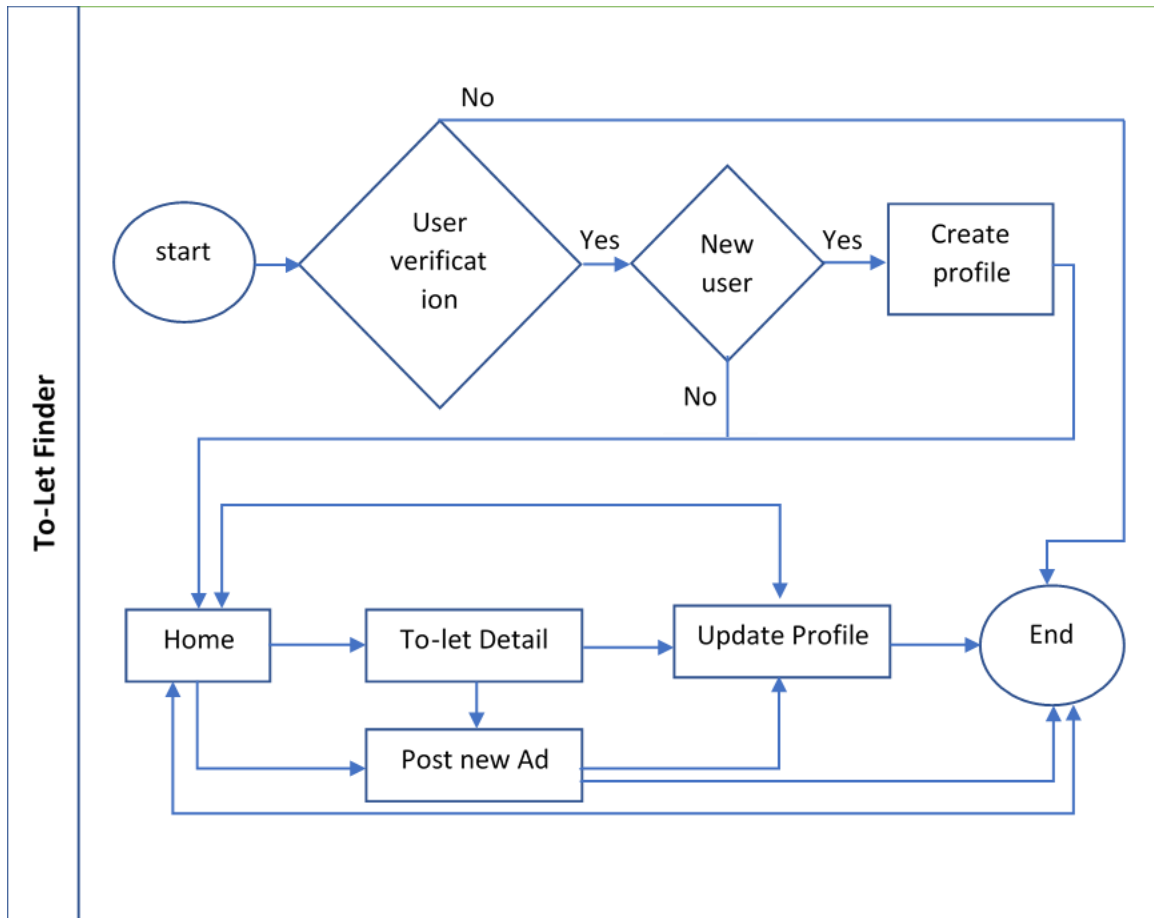 To-Let Finder
No
start
User
verificat
ion
Yes
New
user
Yes
Create
profile
No
Home
To-let Detail
Update Profile
End
Post new Ad